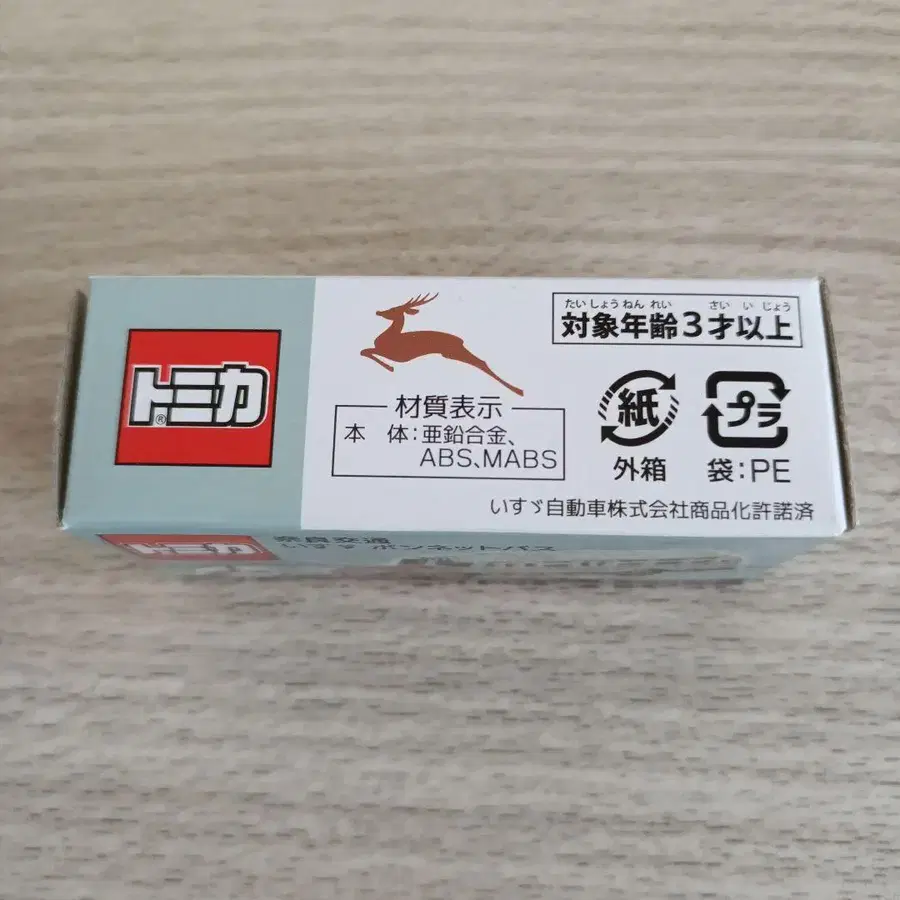 トミカ®
たいしょうねんれい さいいじょう
対象年齢3才以上
材質表示
本 体:亜鉛合金、
ABS、MABS
紙
外箱
プラ
袋:PE
いすゞ自動車株式会社商品化許諾済
トミカ
奈良交通
いすゞ ボンネットバス